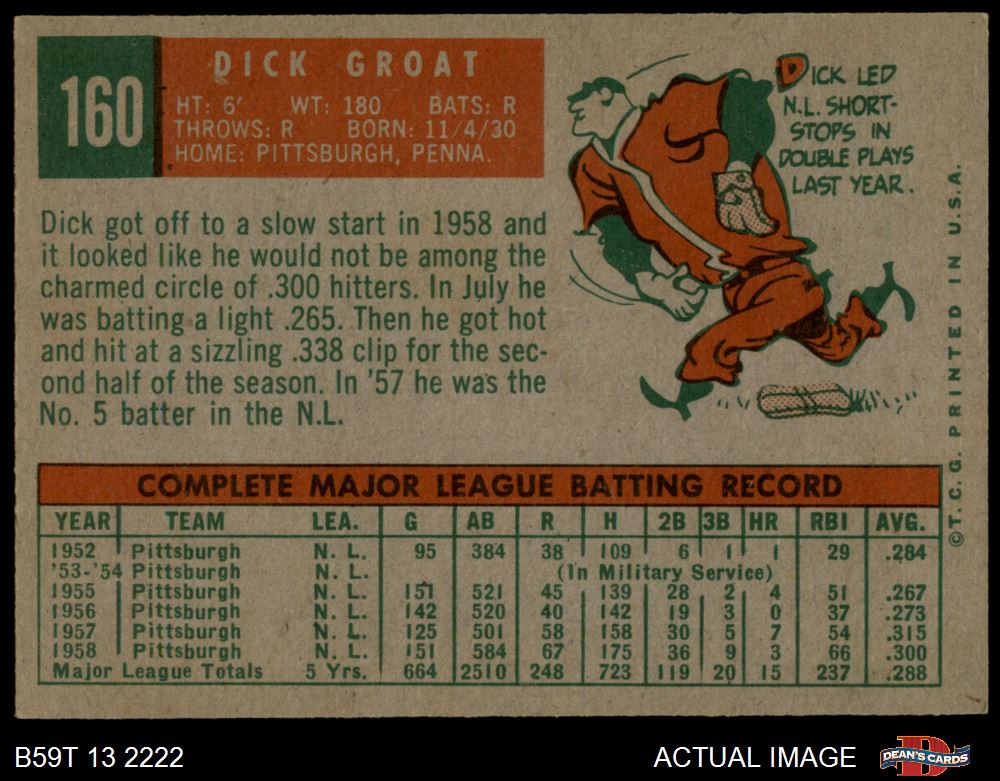 160
DICK GROAT
HT: 6' WT: 180 BATS: R
THROWS: R BORN: 11/4/30
HOME: PITTSBURGH, PENNA.
DICK LED
N.L. SHORT-
STOPS IN
DOUBLE PLAYS
LAST YEAR.
Dick got off to a slow start in 1958 and
it looked like he would not be among the
charmed circle of .300 hitters. In July he
was batting a light .265. Then he got hot
and hit at a sizzling .338 clip for the sec-
ond half of the season. In '57 he was the
No. 5 batter in the N.L.
COMPLETE MAJOR LEAGUE BATTING RECORD
YEAR TEAM LEA. G AB R H 2B 3B HR RBI AVG.
1952 Pittsburgh N. L. 95 384 38 109 6 1 1 29 .284
'53-'54 Pittsburgh N. L. (In Military Service)
1955 Pittsburgh N. L. 151 521 45 139 28 2 4 51 .267
1956 Pittsburgh N. L. 142 520 40 142 19 3 0 37 .273
1957 Pittsburgh N. L. 125 501 58 158 30 5 7 54 .315
1958 Pittsburgh N. L. 151 584 67 175 36 9 3 66 .300
Major League Totals 5 Yrs. 664 2510 248 723 119 20 15 237 .288
©T. C. G. PRINTED IN U.S.A.
B59T 13 2222
ACTUAL IMAGE
D
DEAN'S CARDS